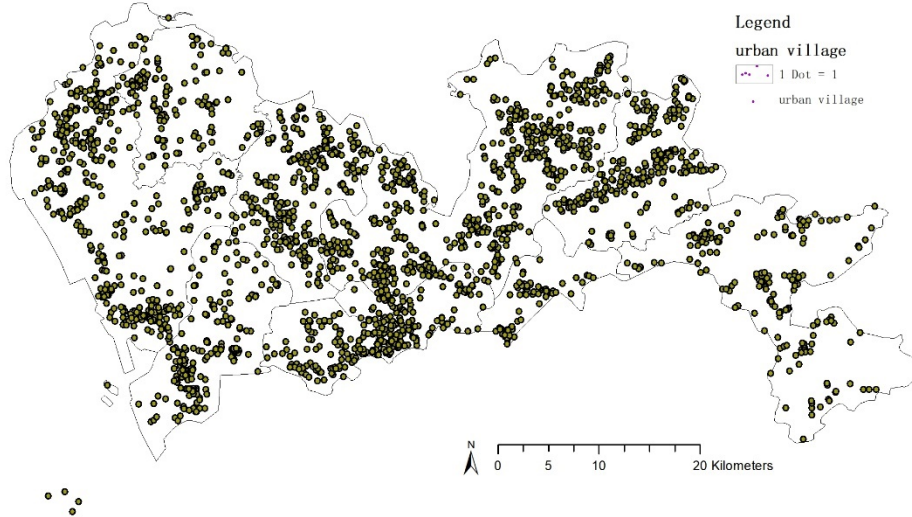 Legend
urban village
1 Dot = 1
urban village
N
0 5 10 20 Kilometers